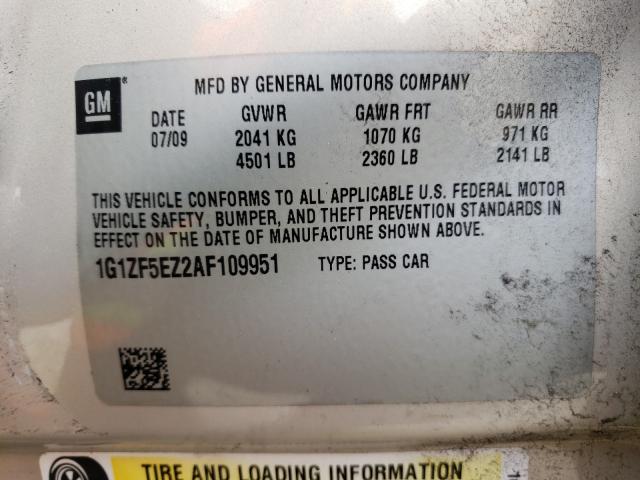 GM
MFD BY GENERAL MOTORS COMPANY
DATE GVWR GAWR FRT GAWR RR
07/09 2041 KG 1070 KG 971 KG
4501 LB 2360 LB 2141 LB
THIS VEHICLE CONFORMS TO ALL APPLICABLE U.S. FEDERAL MOTOR
VEHICLE SAFETY, BUMPER, AND THEFT PREVENTION STANDARDS IN
EFFECT ON THE DATE OF MANUFACTURE SHOWN ABOVE.
1G1ZF5EZ2AF109951 TYPE: PASS CAR
TIRE AND LOADING INFORMATION